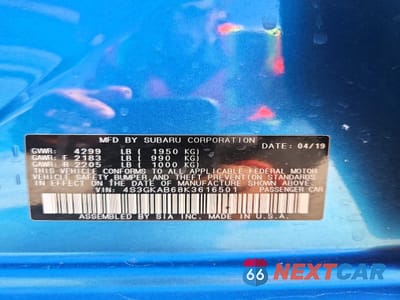 MFD. BY SUBARU CORPORATION 04/19
GVWR: 4299 LB ( 1950 KG)
GAWR: F 2183 LB ( 990 KG)
GAWR: R 2205 LB ( 1000 KG)
THIS VEHICLE CONFORMS TO ALL APPLICABLE FEDERAL MOTOR
VEHICLE SAFETY, BUMPER, AND THEFT PREVENTION STANDARDS
IN EFFECT ON THE DATE OF MANUFACTURE SHOWN ABOVE.
VIN: 4S3GKAB68K3616501 PASSENGER CAR
ASSEMBLED BY SIA INC. IN U.S.A.
66 NEXTCAR